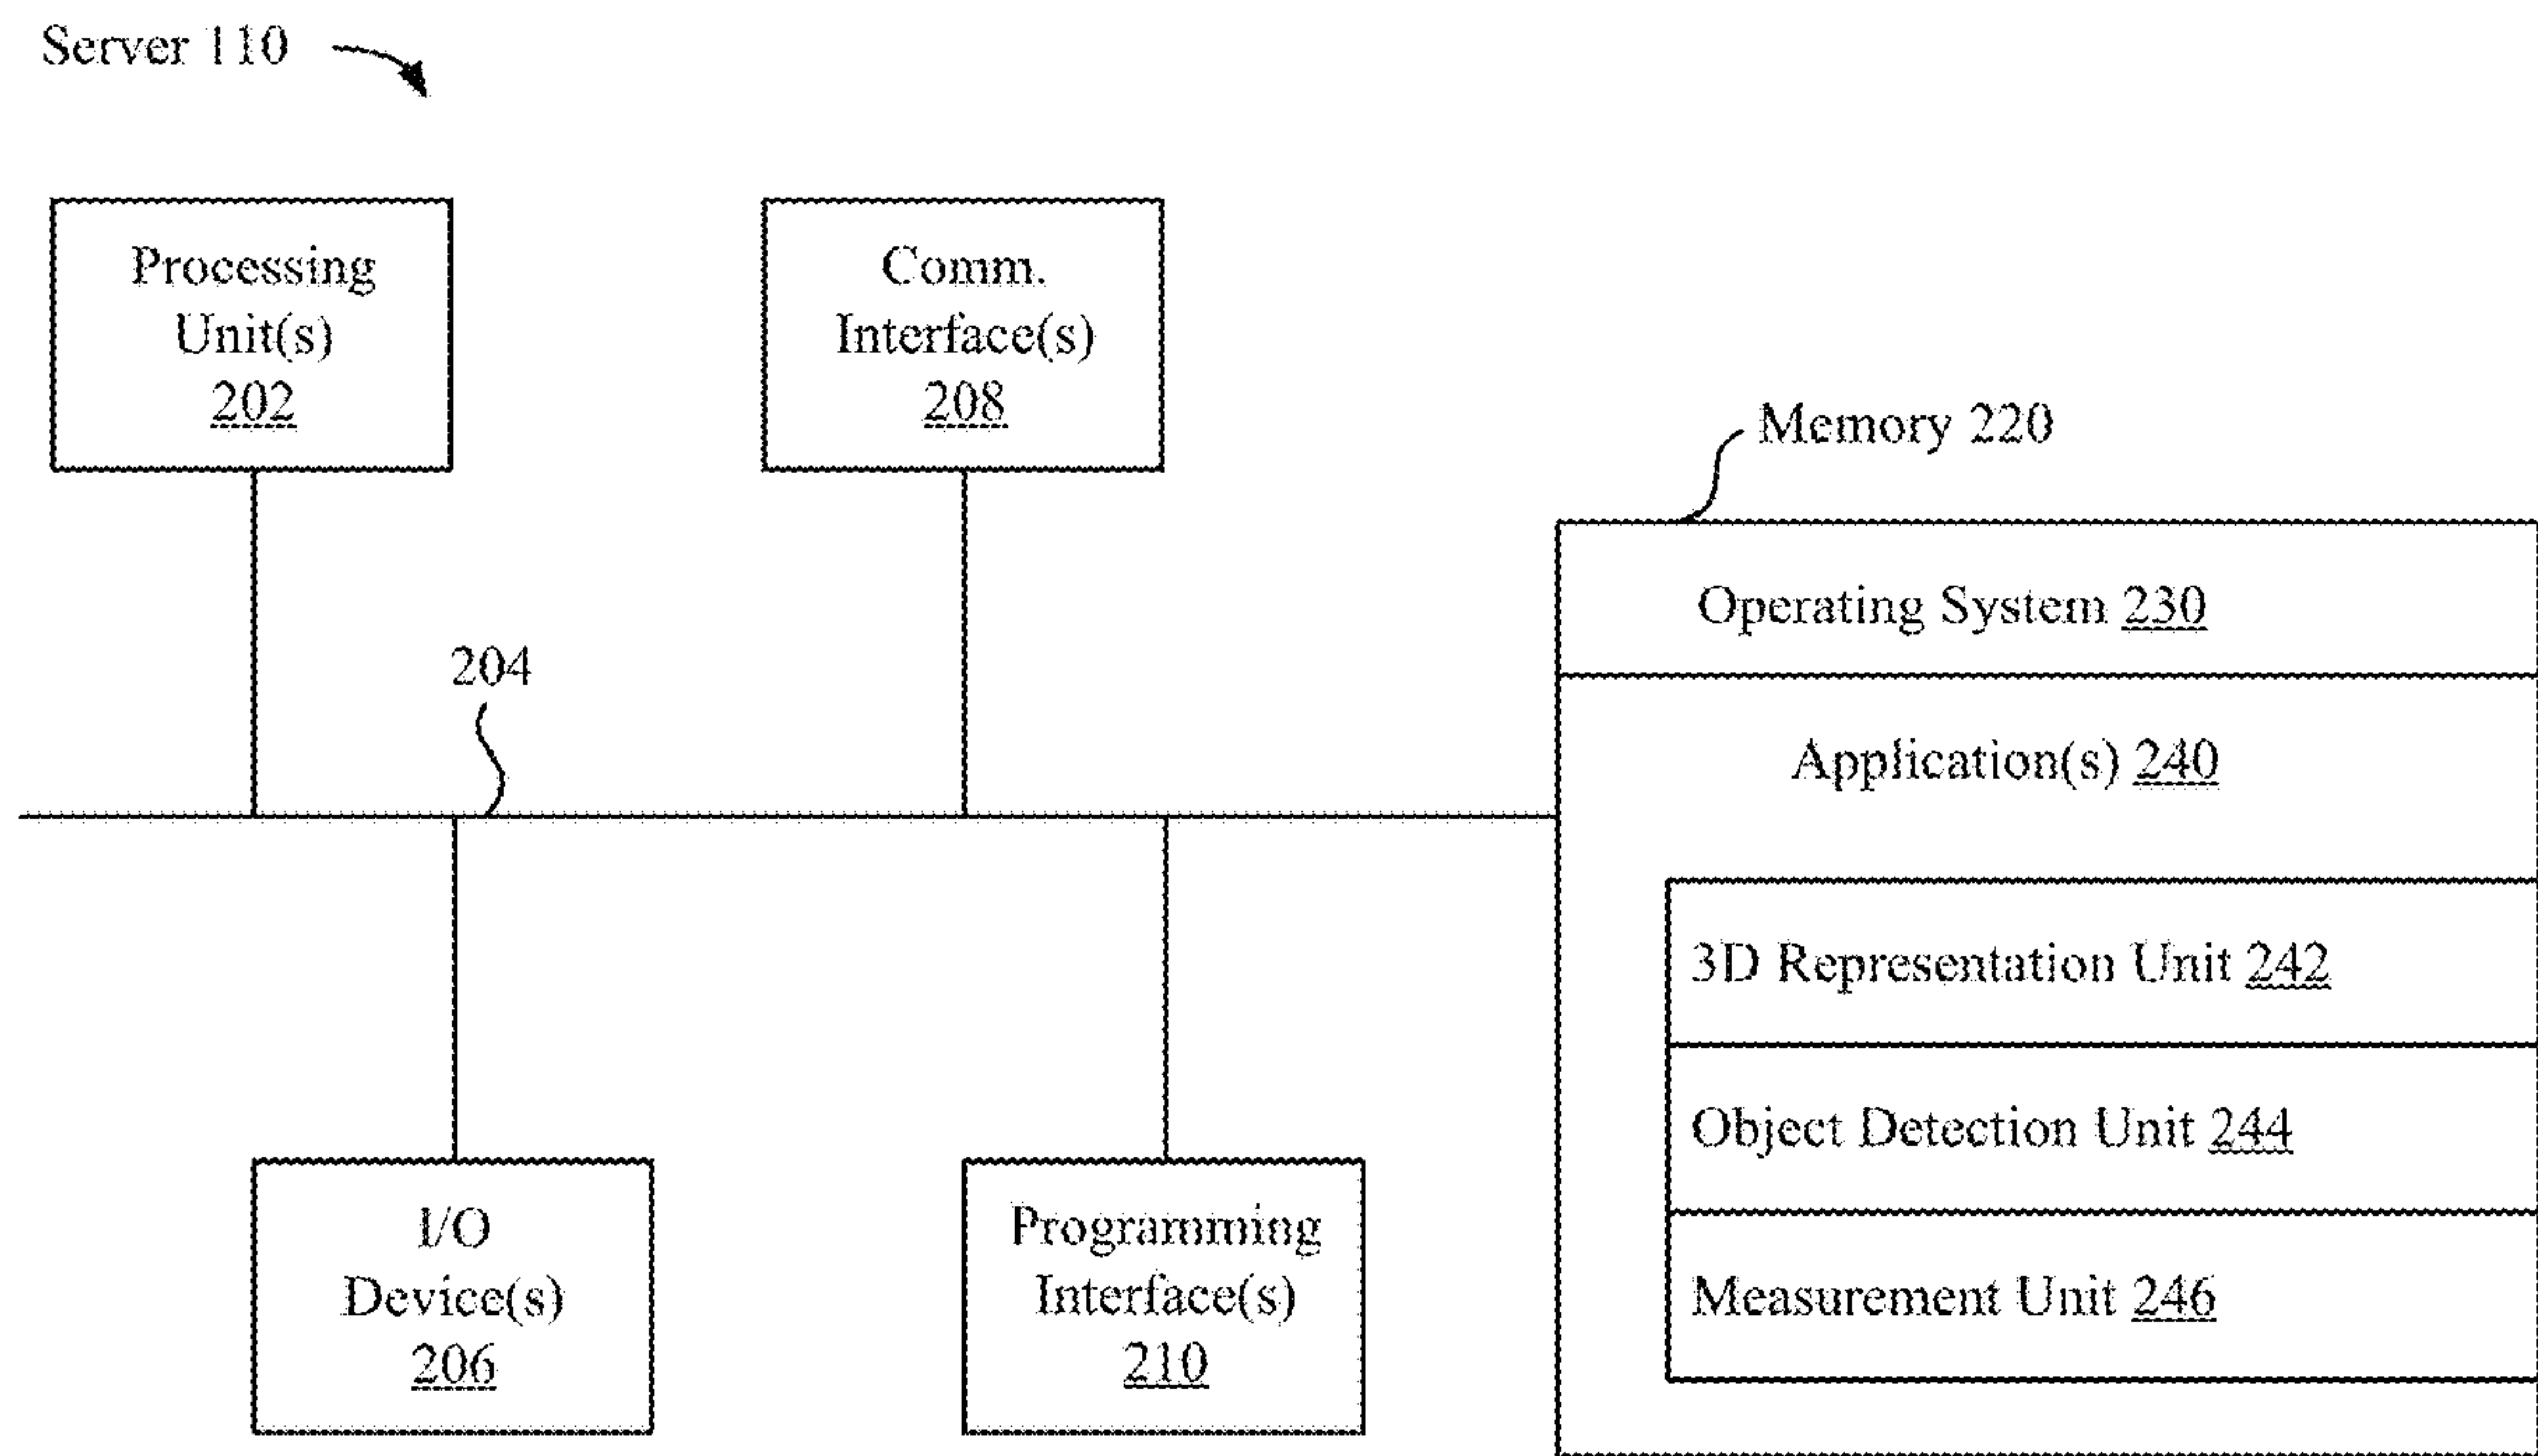 Server 110
Processing
Unit(s)
202
Comm.
Interface(s)
208
Memory 220
Operating System 230
204
Application(s) 240
3D Representation Unit 242
Object Detection Unit 244
Measurement Unit 246
I/O
Device(s)
206
Programming
Interface(s)
210